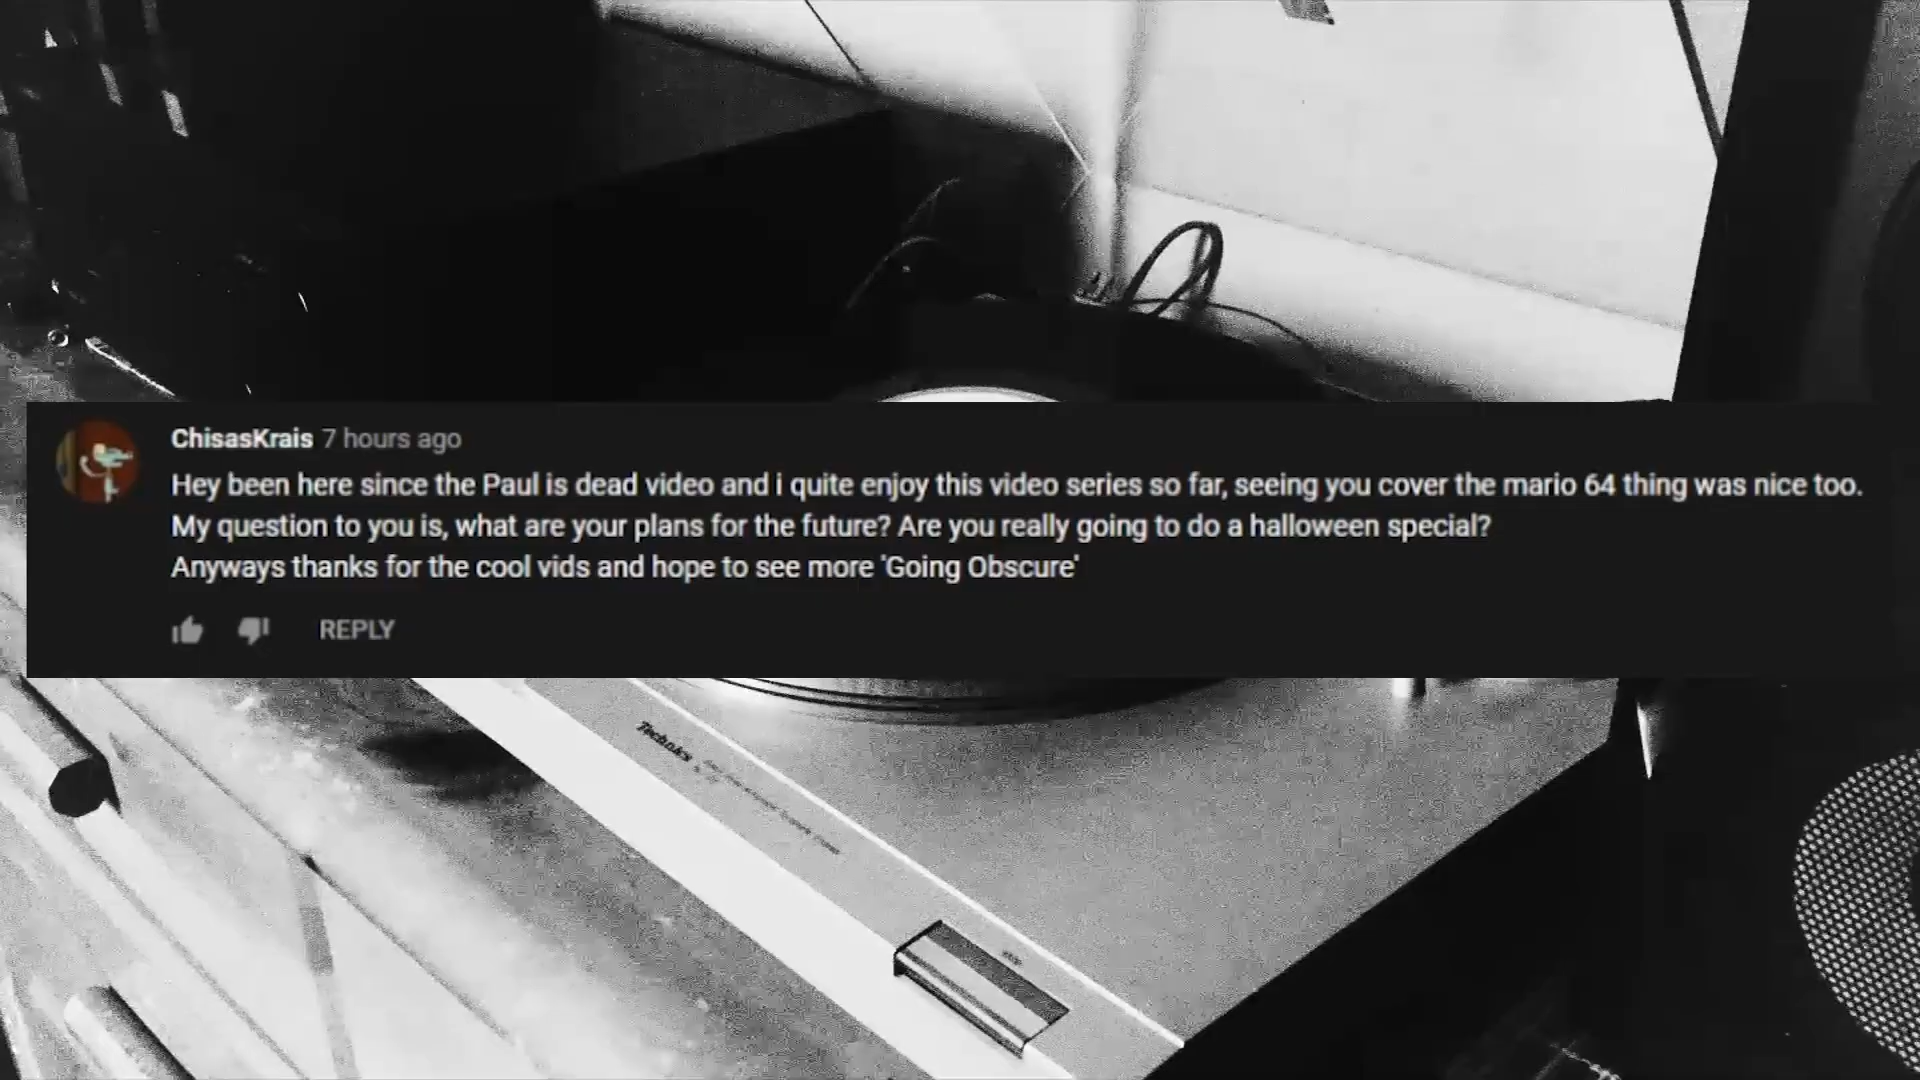 ChisasKrais 7 hours ago
Hey been here since the Paul is dead video and i quite enjoy this video series so far, seeing you cover the mario 64 thing was nice too.
My question to you is, what are your plans for the future? Are you really going to do a halloween special?
Anyways thanks for the cool vids and hope to see more 'Going Obscure'
REPLY
Technics